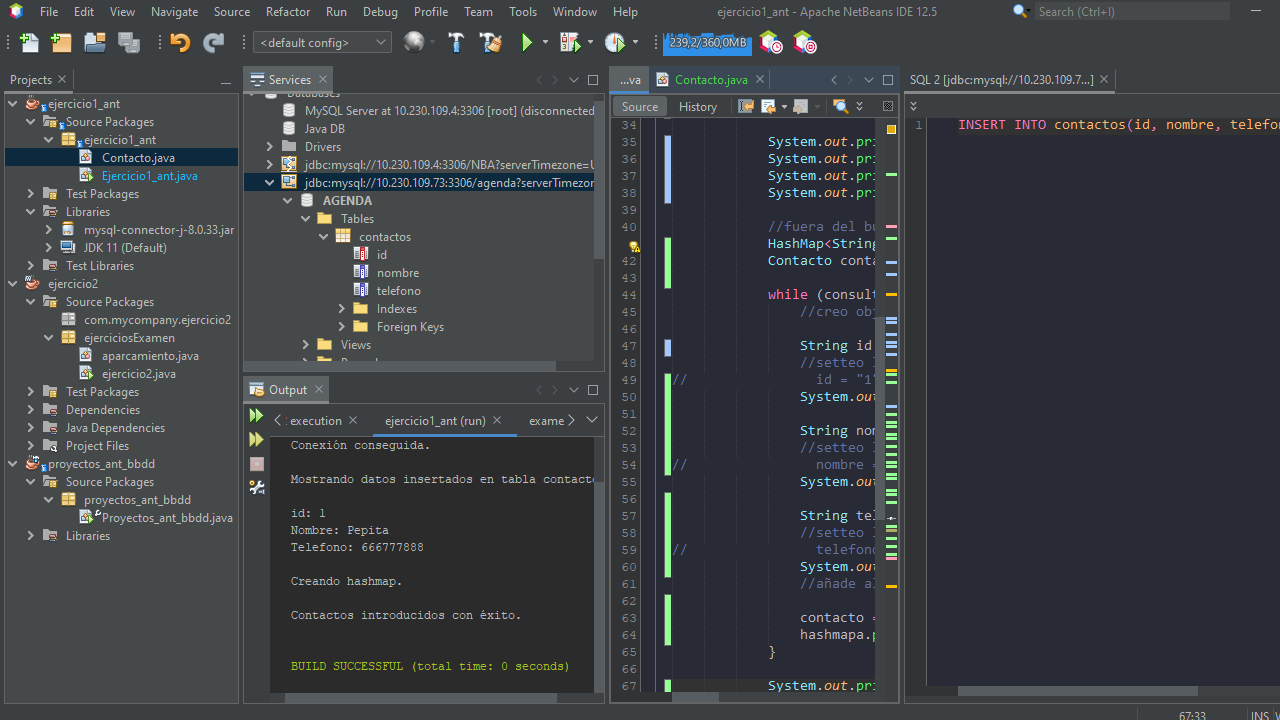 File Edit View Navigate Source Refactor Run Debug Profile Team Tools Window Help ejercicio1_ant - Apache NetBeans IDE 12.5 Search (Ctrl+I)
<default config> 239,2/360,0MB
Projects
ejercicio1_ant
Source Packages
ejercicio1_ant
Contacto.java
Ejercicio1_ant.java
Test Packages
Libraries
mysql-connector-j-8.0.33.jar
JDK 11 (Default)
Test Libraries
ejercicio2
Source Packages
com.mycompany.ejercicio2
ejerciciosExamen
aparcamiento.java
ejercicio2.java
Test Packages
Dependencies
Java Dependencies
Project Files
proyectos_ant_bbdd
Source Packages
proyectos_ant_bbdd
Proyectos_ant_bbdd.java
Libraries
Services
Databases
MySQL Server at 10.230.109.4:3306 [root] (disconnected
Java DB
Drivers
jdbc:mysql://10.230.109.4:3306/NBA?serverTimezone=U
jdbc:mysql://10.230.109.73:3306/agenda?serverTimezon
AGENDA
Tables
contactos
id
nombre
telefono
Indexes
Foreign Keys
Views
Output
execution ejercicio1_ant (run) exame
Conexión conseguida.
Mostrando datos insertados en tabla contacto
id: 1
Nombre: Pepita
Telefono: 666777888
Creando hashmap.
Contactos introducidos con éxito.
BUILD SUCCESSFUL (total time: 0 seconds)
...va Contacto.java
Source History
34
35 System.out.pri
36 System.out.pri
37 System.out.pri
38 System.out.pri
39
40 //fuera del bu
HashMap<String
42 Contacto conta
43
44 while (consult
45 //creo obj
46
47 String id
48 //setteo l
49 // id = "1"
50 System.out
51
52 String nom
53 //setteo l
54 // nombre =
55 System.out
56
57 String tel
58 //setteo l
59 // telefono
60 System.out
61 //añade al
62
63 contacto =
64 hashmapa.p
65 }
66
67 System.out.pri
SQL 2 [jdbc:mysql://10.230.109.7...]
1 INSERT INTO contactos(id, nombre, telefon
67:33 INS